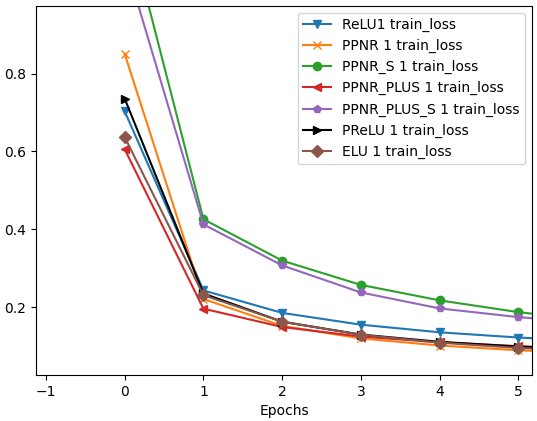 ReLU1 train_loss
PPNR 1 train_loss
PPNR_S 1 train_loss
PPNR_PLUS 1 train_loss
PPNR_PLUS_S 1 train_loss
PReLU 1 train_loss
ELU 1 train_loss
0.8
0.6
0.4
0.2
−1 0 1 2 3 4 5
Epochs